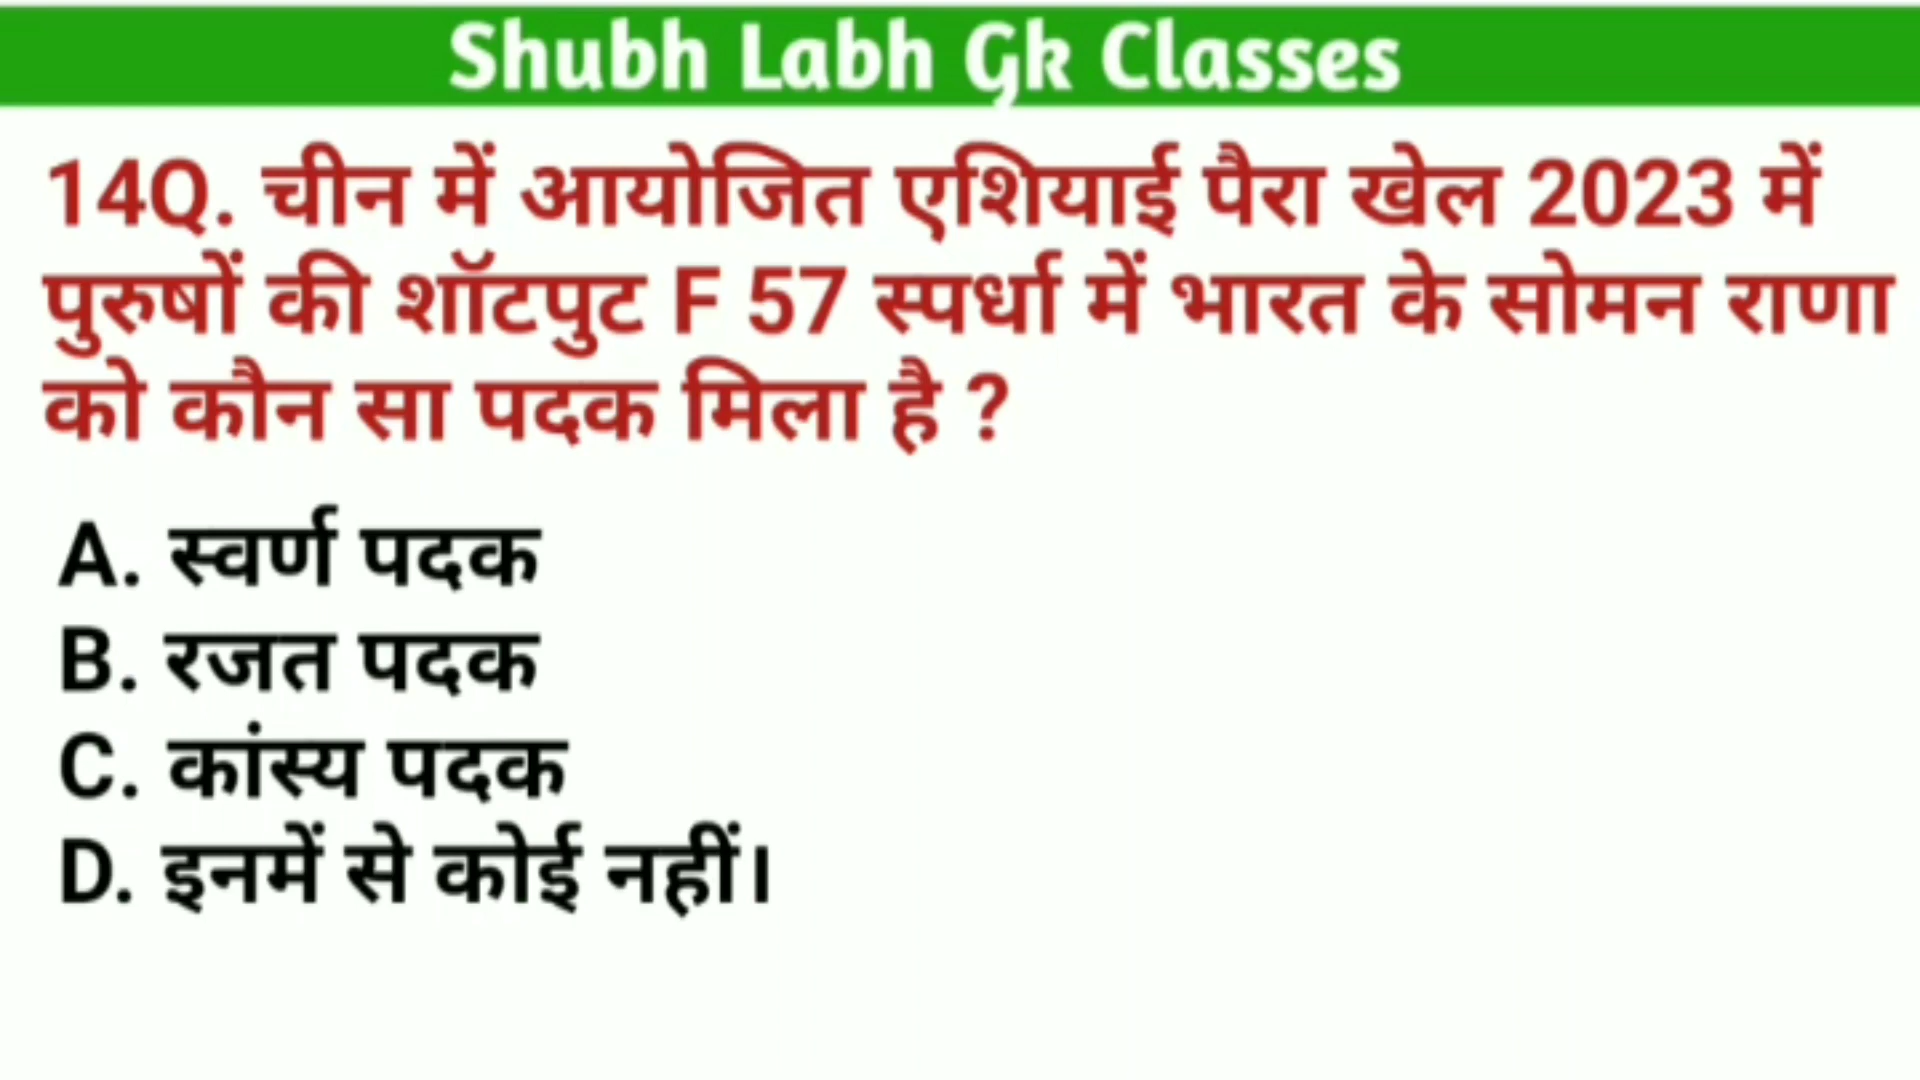 Shubh Labh Gk Classes
14Q. चीन में आयोजित एशियाई पैरा खेल 2023 में
पुरुषों की शॉटपुट F 57 स्पर्धा में भारत के सोमन राणा
को कौन सा पदक मिला है ?
A. स्वर्ण पदक
B. रजत पदक
C. कांस्य पदक
D. इनमें से कोई नहीं।